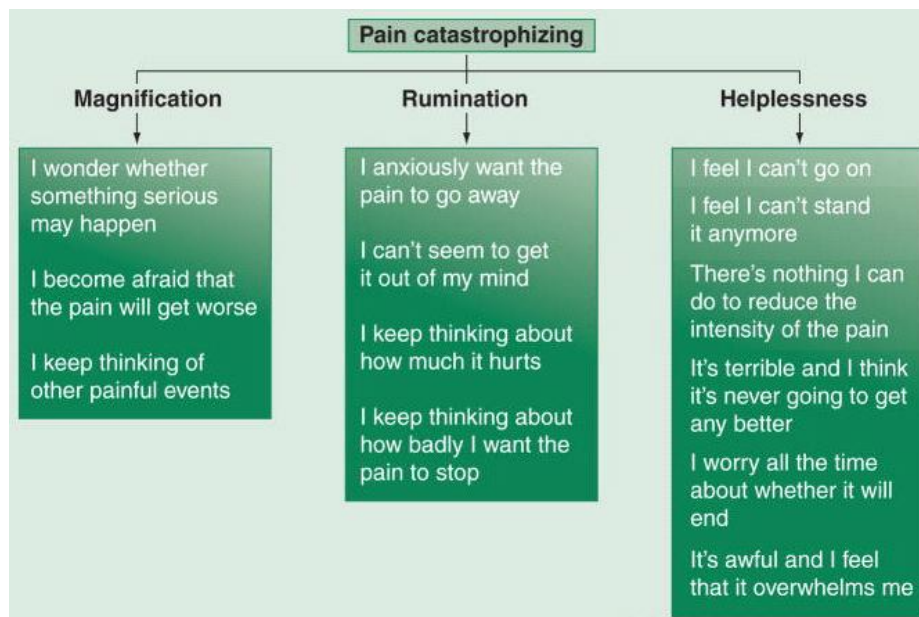 Pain catastrophizing
Magnification
I wonder whether
something serious
may happen
I become afraid that
the pain will get worse
I keep thinking of
other painful events
Rumination
I anxiously want the
pain to go away
I can't seem to get
it out of my mind
I keep thinking about
how much it hurts
I keep thinking about
how badly I want the
pain to stop
Helplessness
I feel I can't go on
I feel I can't stand
it anymore
There's nothing I can
do to reduce the
intensity of the pain
It's terrible and I think
it's never going to get
any better
I worry all the time
about whether it will
end
It's awful and I feel
that it overwhelms me